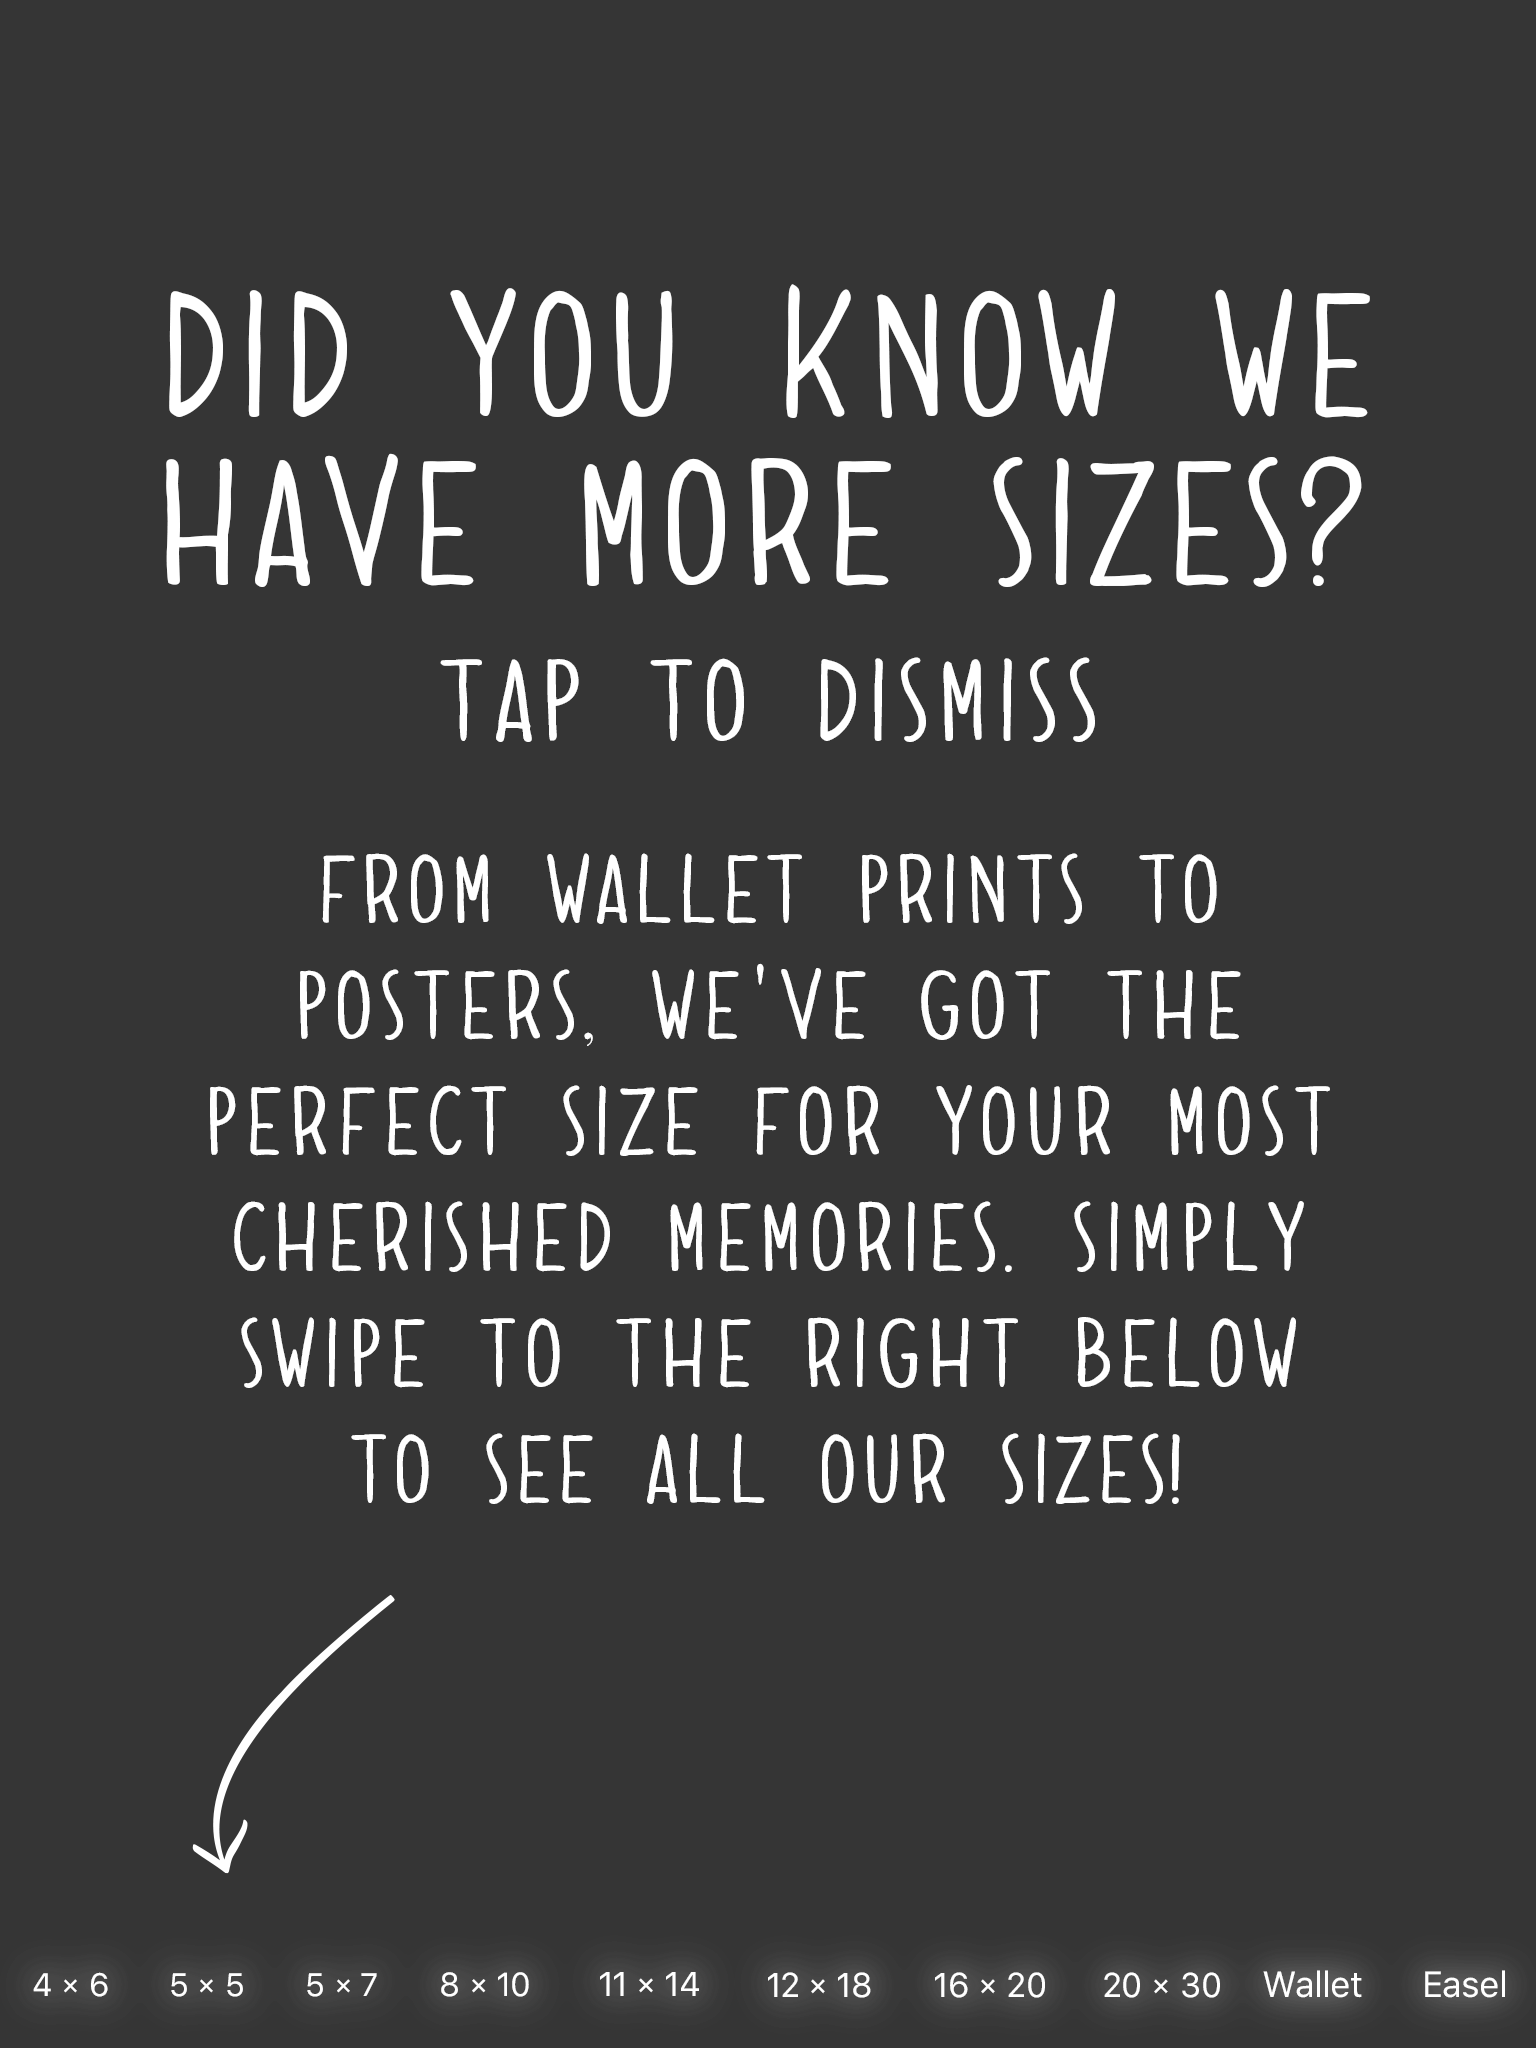 DID YOU KNOW WE
HAVE MORE SIZES?
TAP TO DISMISS
FROM WALLET PRINTS TO
POSTERS, WE'VE GOT THE
PERFECT SIZE FOR YOUR MOST
CHERISHED MEMORIES. SIMPLY
SWIPE TO THE RIGHT BELOW
TO SEE ALL OUR SIZES!
4 × 6 5 × 5 5 × 7 8 × 10 11 × 14 12 × 18 16 × 20 20 × 30 Wallet Easel